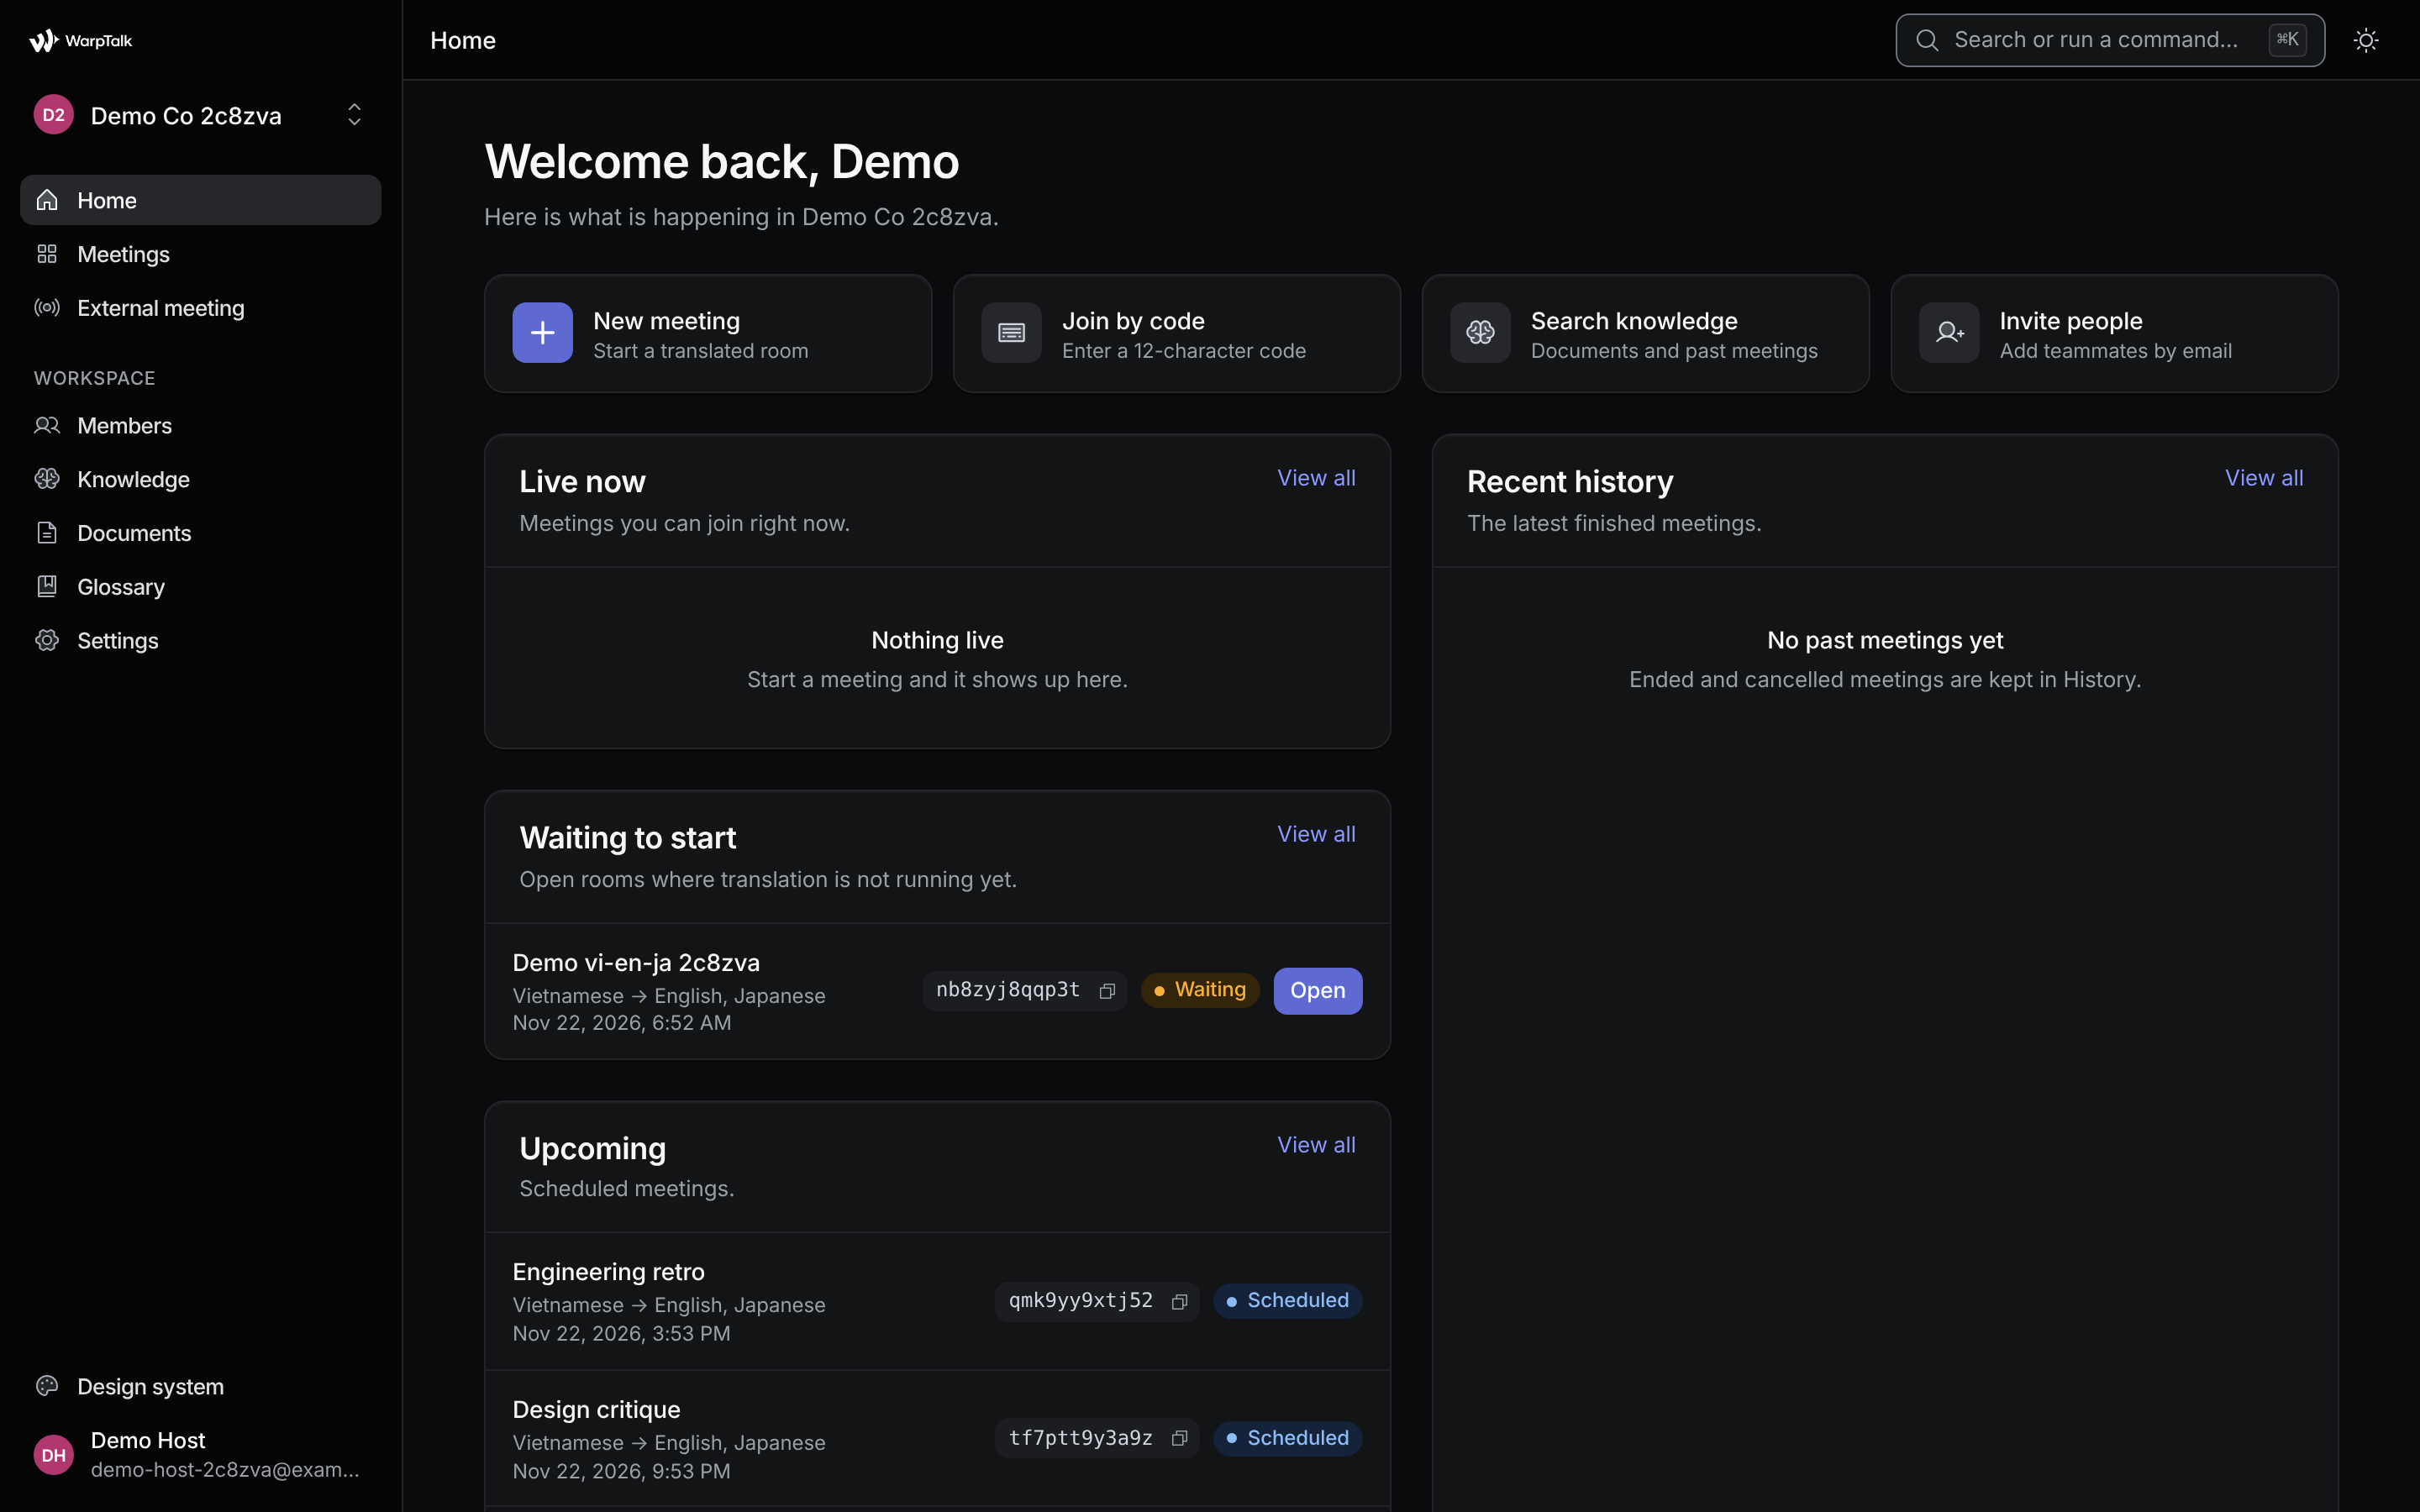 WarpTalk
D2
Demo Co 2c8zva
Home
Meetings
External meeting
WORKSPACE
Members
Knowledge
Documents
Glossary
Settings
Design system
DH
Demo Host
demo-host-2c8zva@exam...
Home
Search or run a command...
⌘K
Welcome back, Demo
Here is what is happening in Demo Co 2c8zva.
New meeting
Start a translated room
Join by code
Enter a 12-character code
Search knowledge
Documents and past meetings
Invite people
Add teammates by email
Live now
View all
Meetings you can join right now.
Nothing live
Start a meeting and it shows up here.
Waiting to start
View all
Open rooms where translation is not running yet.
Demo vi-en-ja 2c8zva
Vietnamese → English, Japanese
Nov 22, 2026, 6:52 AM
nb8zyj8qqp3t
Waiting
Open
Upcoming
View all
Scheduled meetings.
Engineering retro
Vietnamese → English, Japanese
Nov 22, 2026, 3:53 PM
qmk9yy9xtj52
Scheduled
Design critique
Vietnamese → English, Japanese
Nov 22, 2026, 9:53 PM
tf7ptt9y3a9z
Scheduled
Recent history
View all
The latest finished meetings.
No past meetings yet
Ended and cancelled meetings are kept in History.